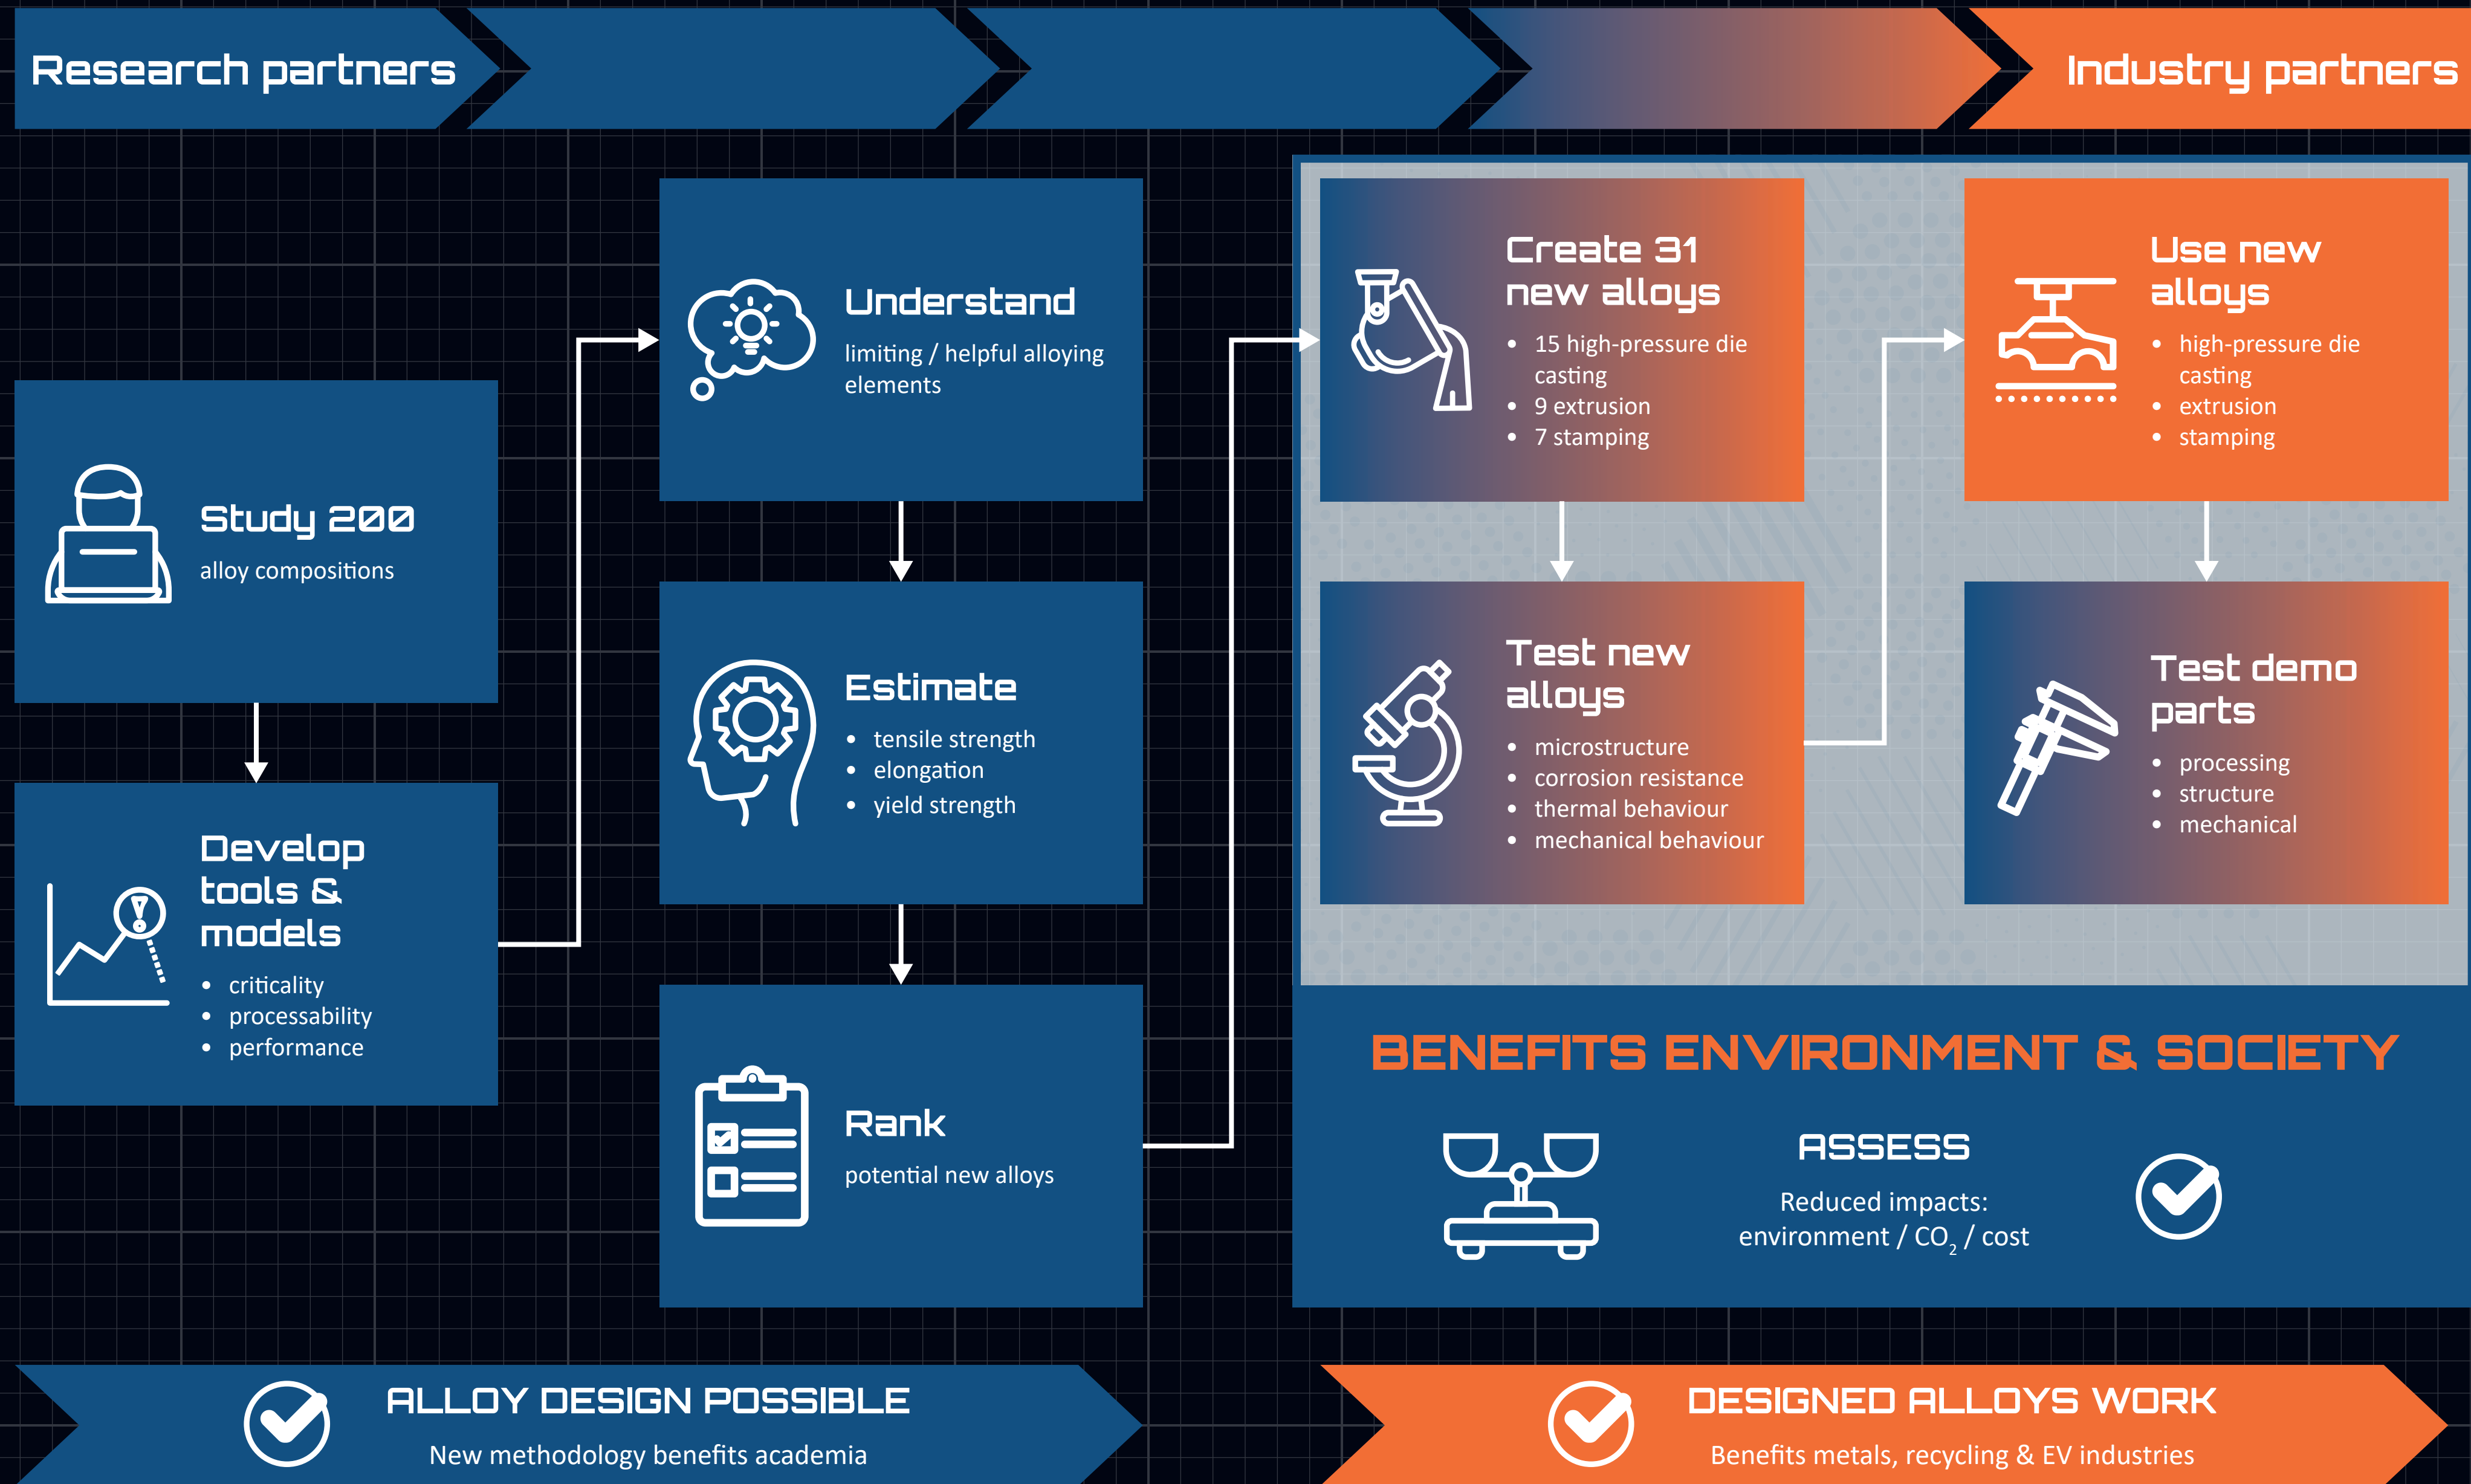 Research partners
Industry partners
Study 200
alloy compositions
Develop
tools &
models
• criticality
• processability
• performance
Understand
limiting / helpful alloying
elements
Estimate
• tensile strength
• elongation
• yield strength
Rank
potential new alloys
Create 31
new alloys
• 15 high-pressure die
casting
• 9 extrusion
• 7 stamping
Test new
alloys
• microstructure
• corrosion resistance
• thermal behaviour
• mechanical behaviour
Use new
alloys
• high-pressure die
casting
• extrusion
• stamping
Test demo
parts
• processing
• structure
• mechanical
BENEFITS ENVIRONMENT & SOCIETY
ASSESS
Reduced impacts:
environment / CO₂ / cost
ALLOY DESIGN POSSIBLE
New methodology benefits academia
DESIGNED ALLOYS WORK
Benefits metals, recycling & EV industries